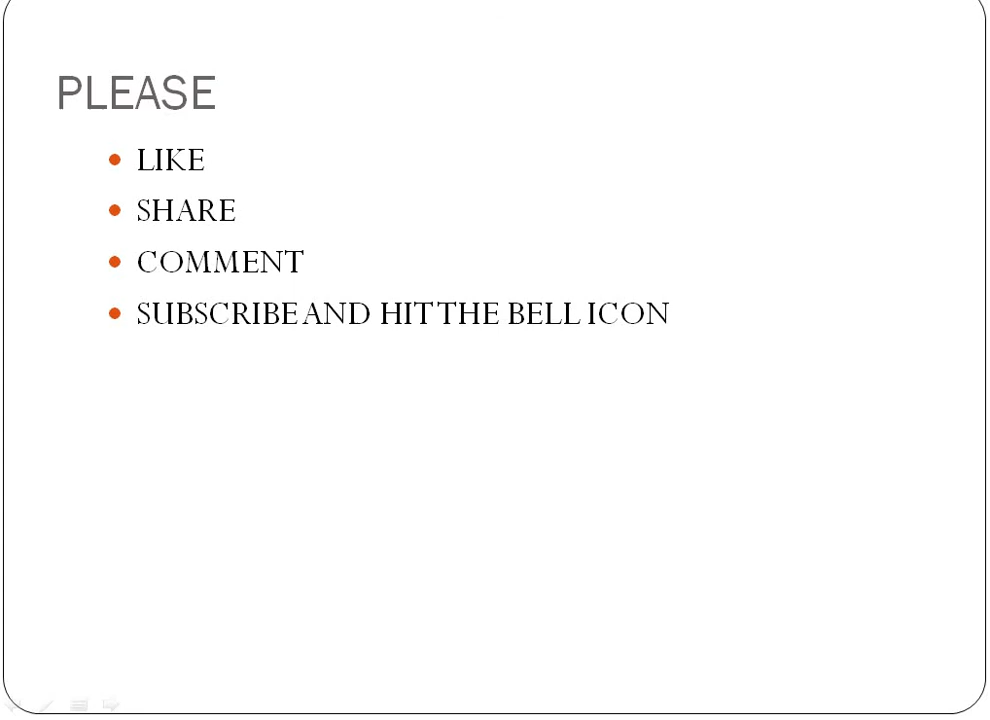 PLEASE
LIKE
SHARE
COMMENT
SUBSCRIBE AND HIT THE BELL ICON